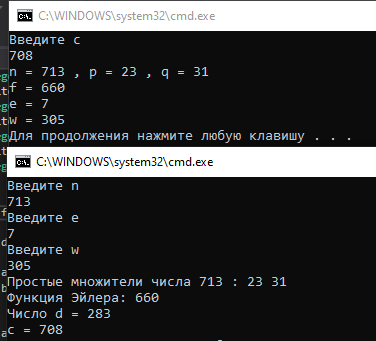 C:\WINDOWS\system32\cmd.exe
Введите c
708
n = 713 , p = 23 , q = 31
f = 660
e = 7
w = 305
Для продолжения нажмите любую клавишу . . .
C:\WINDOWS\system32\cmd.exe
Введите n
713
Введите e
7
Введите w
305
Простые множители числа 713 : 23 31
Функция Эйлера: 660
Число d = 283
c = 708